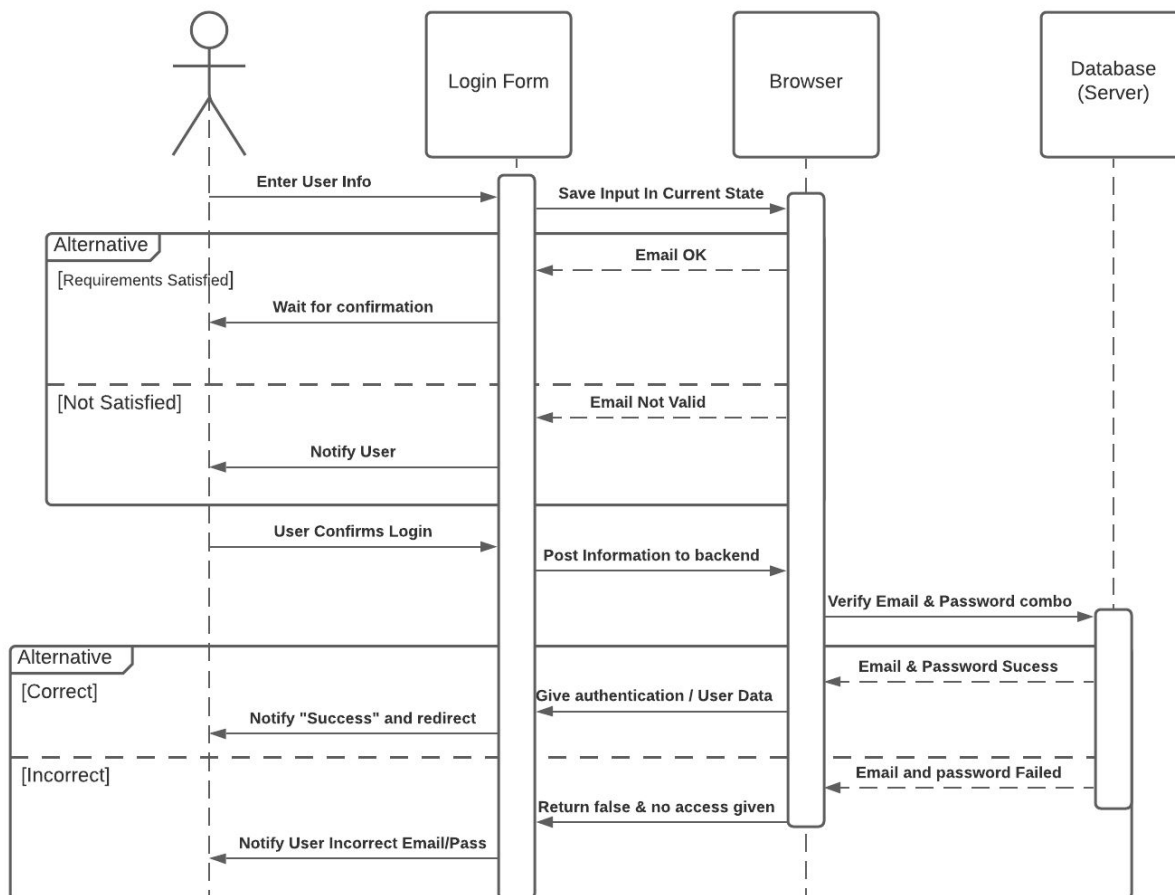 Login Form
Browser
Database
(Server)
Enter User Info
Save Input In Current State
Alternative
Email OK
[Requirements Satisfied]
Wait for confirmation
[Not Satisfied]
Email Not Valid
Notify User
User Confirms Login
Post Information to backend
Verify Email & Password combo
Alternative
Email & Password Sucess
[Correct]
Give authentication / User Data
Notify "Success" and redirect
[Incorrect]
Email and password Failed
Return false & no access given
Notify User Incorrect Email/Pass